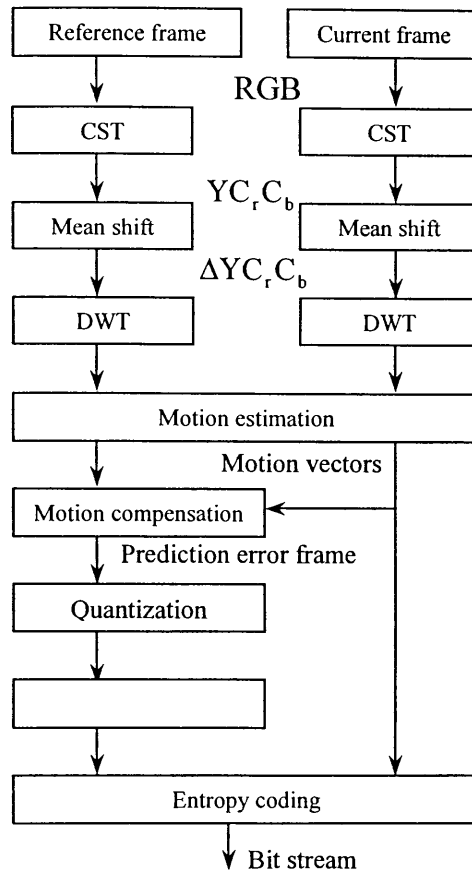 Reference frame
Current frame
RGB
CST
CST
YCrCb
Mean shift
Mean shift
ΔYCrCb
DWT
DWT
Motion estimation
Motion vectors
Motion compensation
Prediction error frame
Quantization
Entropy coding
Bit stream